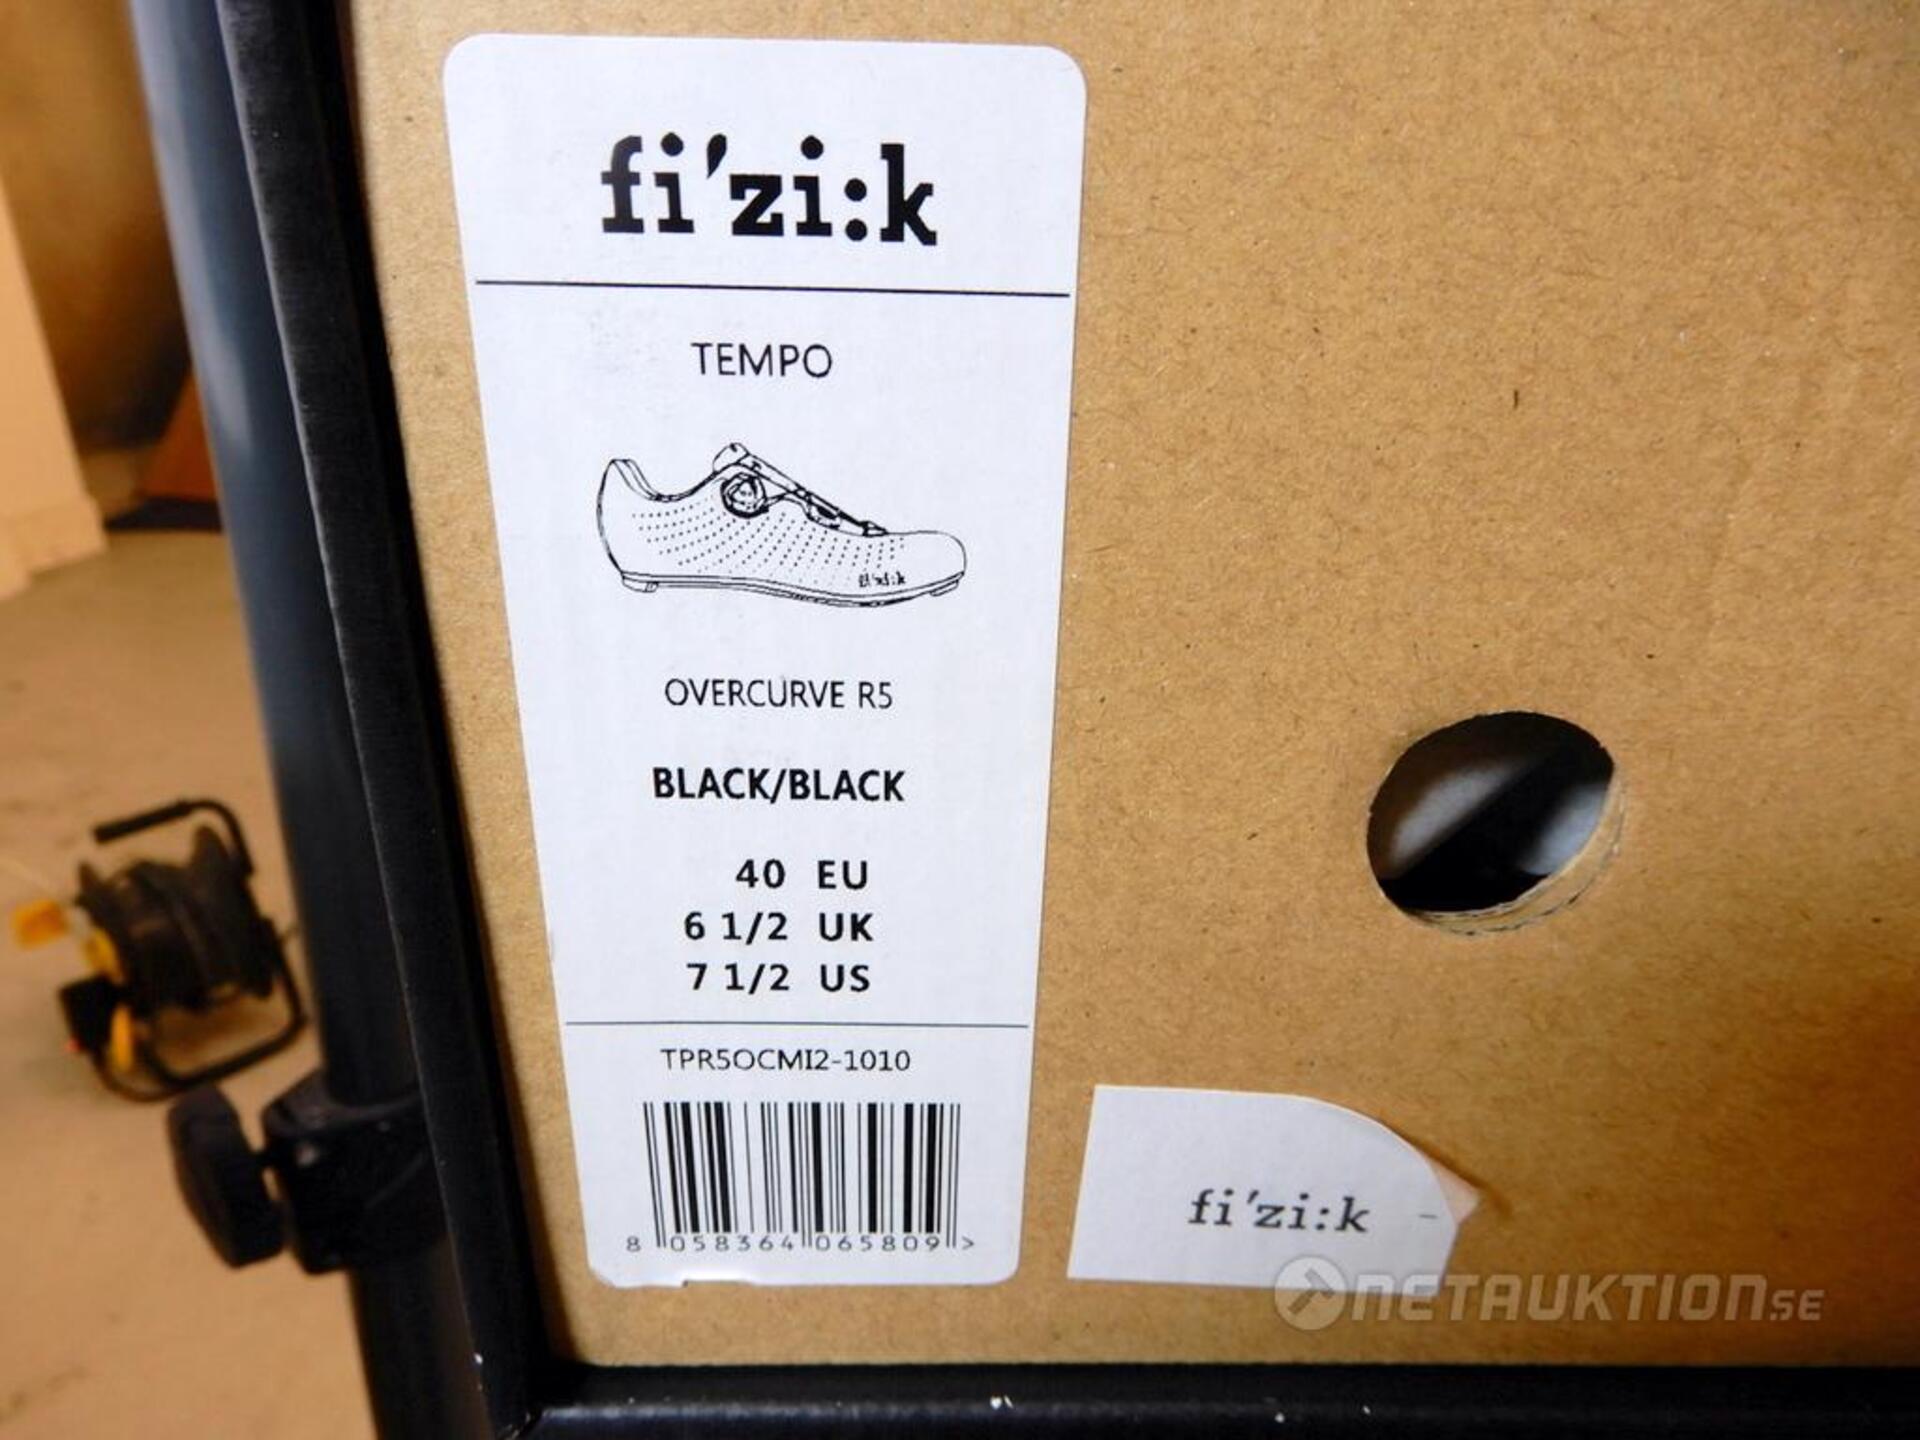 fi'zi:k
TEMPO
fi'zi:k
OVERCURVE R5
BLACK/BLACK
40 EU
6 1/2 UK
7 1/2 US
TPR5OCMI2-1010
8 058364 065809 >
fi'zi:k -
NETAUKTION.SE